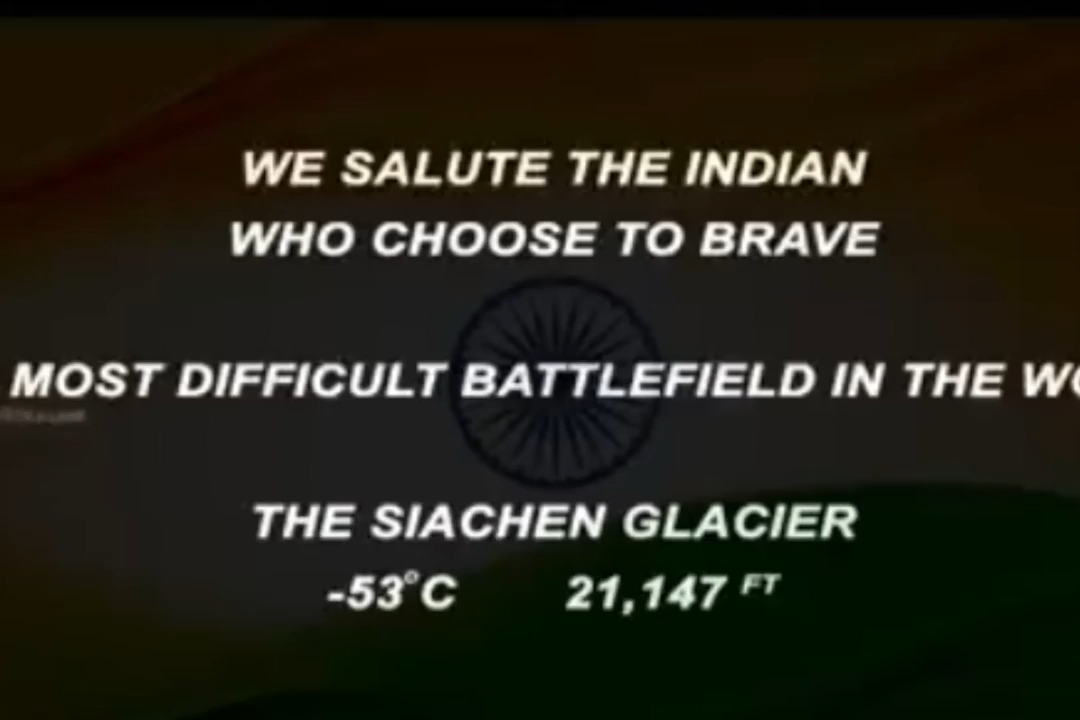 WE SALUTE THE INDIAN
WHO CHOOSE TO BRAVE
MOST DIFFICULT BATTLEFIELD IN THE
THE SIACHEN GLACIER
-53°C 21,147 FT